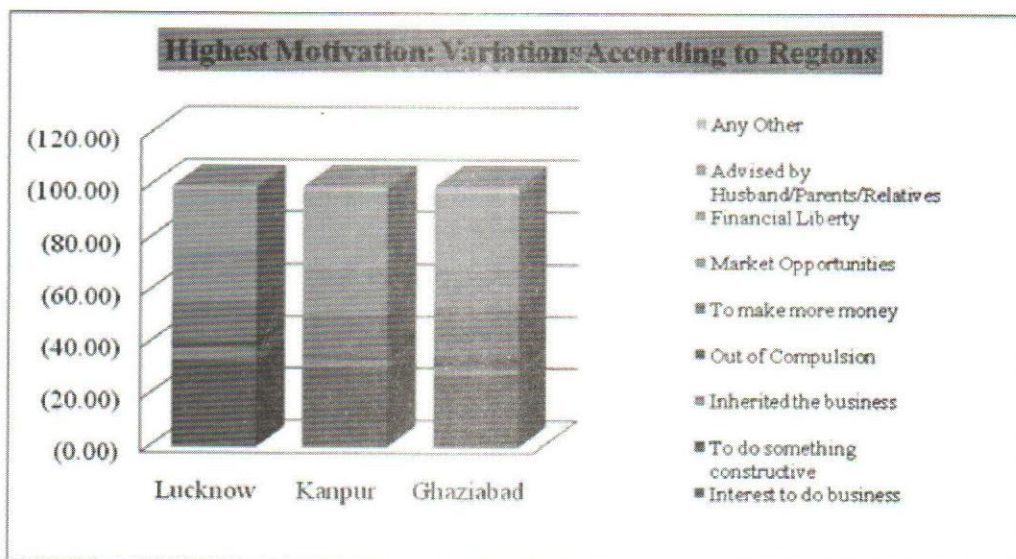 Highest Motivation: Variations According to Regions
(120.00)
(100.00)
(80.00)
(60.00)
(40.00)
(20.00)
(0.00)
Lucknow Kanpur Ghaziabad
Any Other
Advised by
Husband/Parents/Relatives
Financial Liberty
Market Opportunities
To make more money
Out of Compulsion
Inherited the business
To do something
constructive
Interest to do business